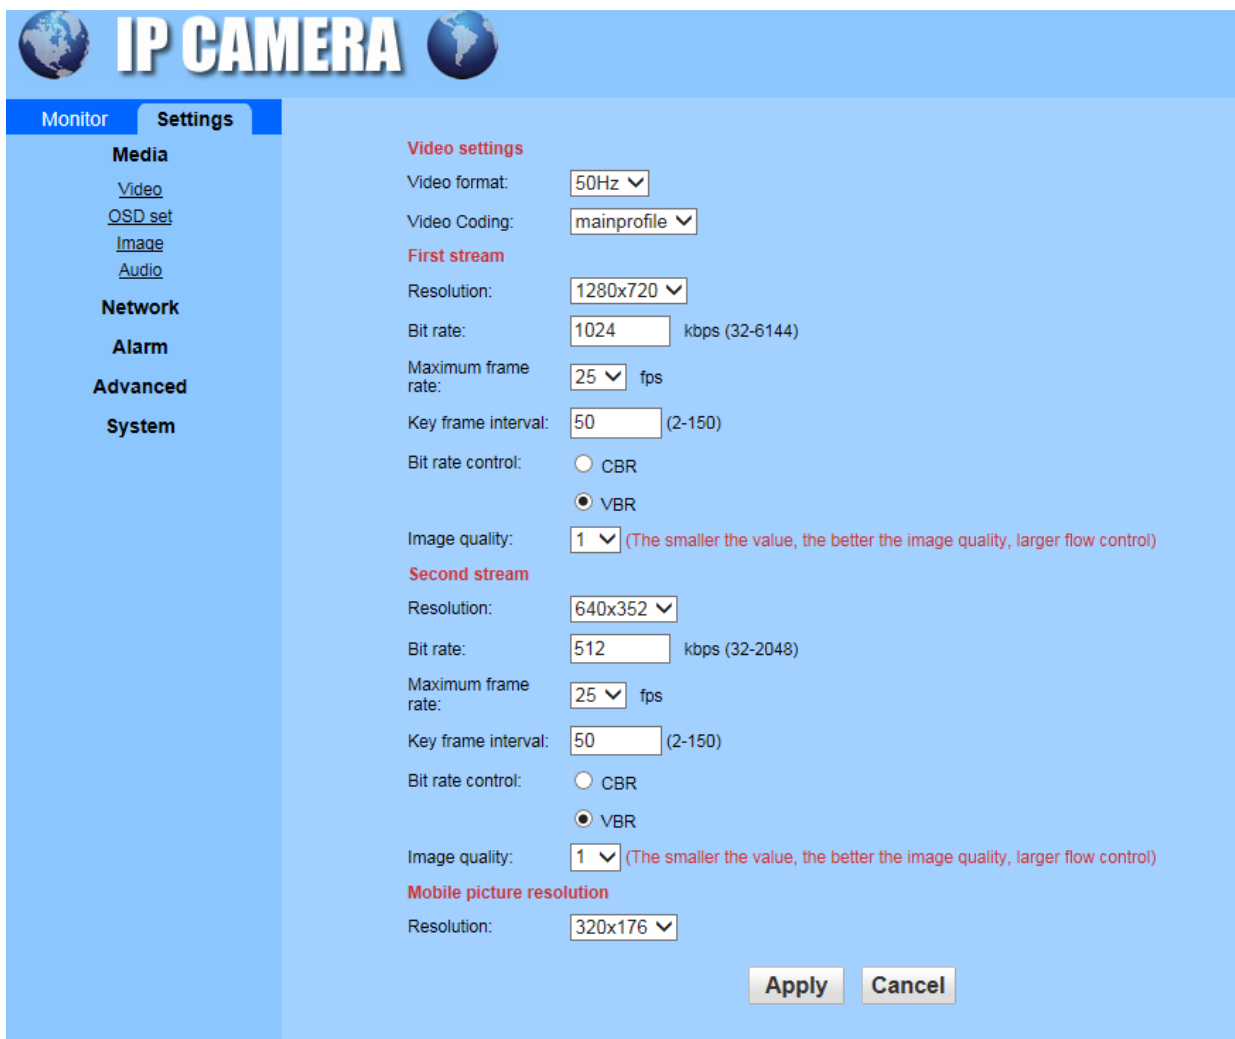 IP CAMERA
Monitor
Settings
Media
Video
OSD set
Image
Audio
Network
Alarm
Advanced
System
Video settings
Video format: 50Hz
Video Coding: mainprofile
First stream
Resolution: 1280x720
Bit rate: 1024 kbps (32-6144)
Maximum frame
rate: 25 fps
Key frame interval: 50 (2-150)
Bit rate control: CBR
VBR
Image quality: 1 (The smaller the value, the better the image quality, larger flow control)
Second stream
Resolution: 640x352
Bit rate: 512 kbps (32-2048)
Maximum frame
rate: 25 fps
Key frame interval: 50 (2-150)
Bit rate control: CBR
VBR
Image quality: 1 (The smaller the value, the better the image quality, larger flow control)
Mobile picture resolution
Resolution: 320x176
Apply Cancel